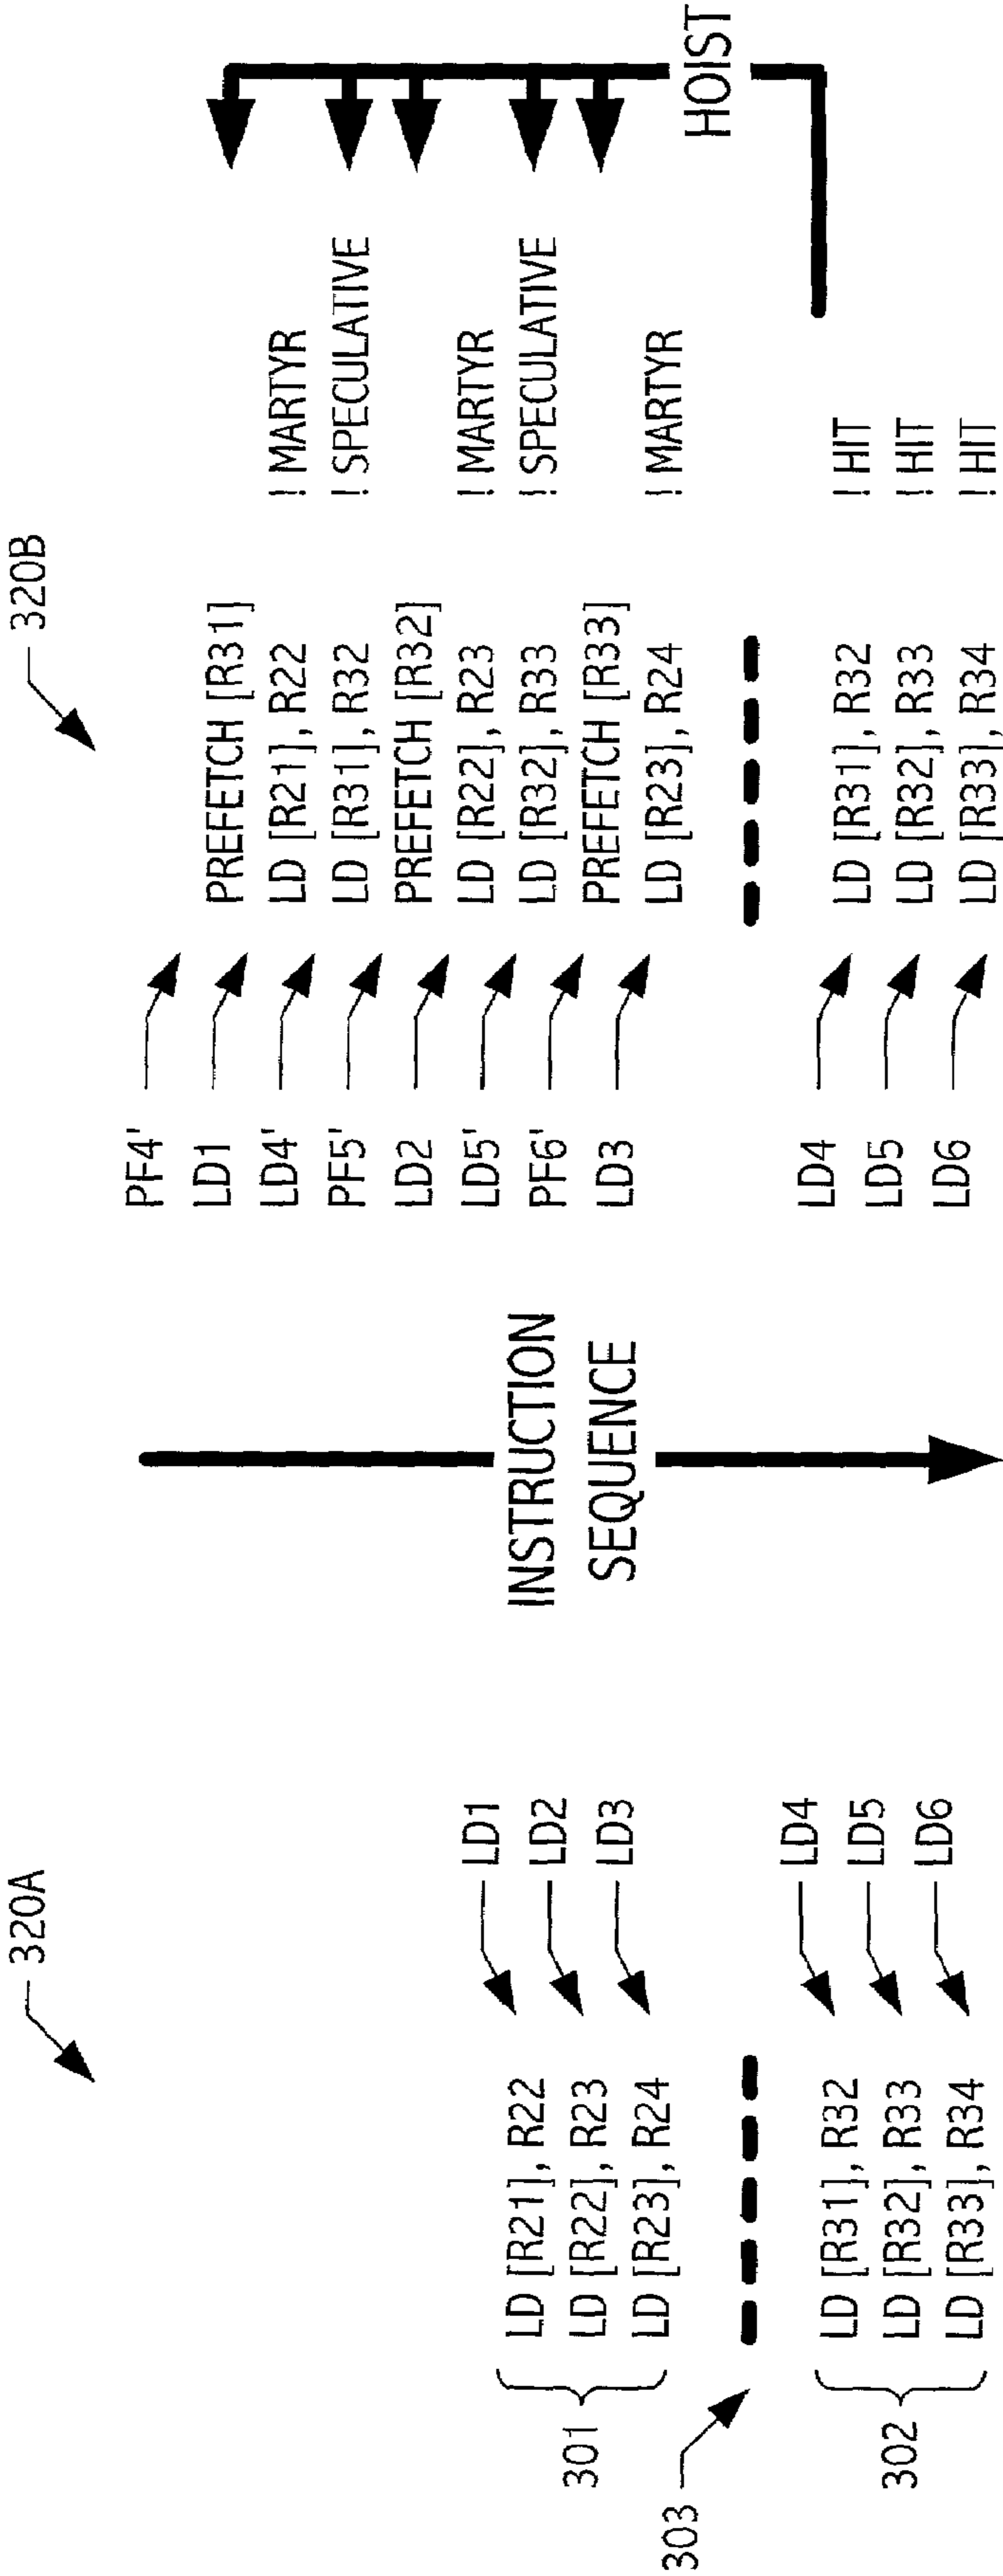 320A
301
303
302
LD [R21], R22
LD [R22], R23
LD [R23], R24
LD [R31], R32
LD [R32], R33
LD [R33], R34
LD1
LD2
LD3
LD4
LD5
LD6
INSTRUCTION
SEQUENCE
320B
PF4'
LD1
LD4'
PF5'
LD2
LD5'
PF6'
LD3
LD4
LD5
LD6
PREFETCH [R31]
LD [R21], R22 ! MARTYR
LD [R31], R32 ! SPECULATIVE
PREFETCH [R32]
LD [R22], R23 ! MARTYR
LD [R32], R33 ! SPECULATIVE
PREFETCH [R33]
LD [R23], R24 ! MARTYR
LD [R31], R32 ! HIT
LD [R32], R33 ! HIT
LD [R33], R34 ! HIT
HOIST